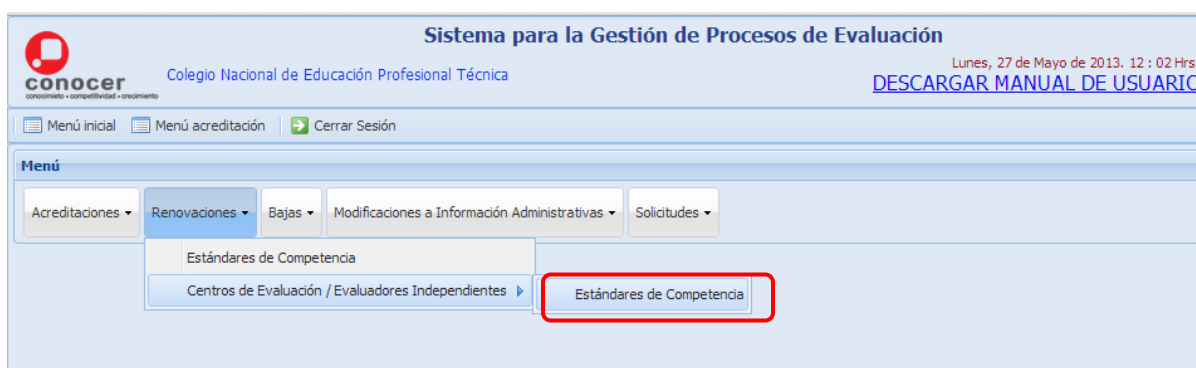 Sistema para la Gestión de Procesos de Evaluación
Lunes, 27 de Mayo de 2013. 12 : 02 Hrs
conocer
conocimiento • competitividad • crecimiento
Colegio Nacional de Educación Profesional Técnica
DESCARGAR MANUAL DE USUARIO
Menú inicial Menú acreditación Cerrar Sesión
Menú
Acreditaciones Renovaciones Bajas Modificaciones a Información Administrativas Solicitudes
Estándares de Competencia
Centros de Evaluación / Evaluadores Independientes Estándares de Competencia